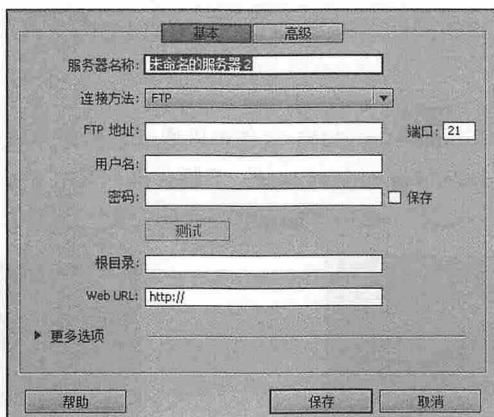 基本 高级
服务器名称: 未命名的服务器 2
连接方法: FTP
FTP 地址: 端口: 21
用户名:
密码: 保存
测试
根目录:
Web URL: http://
更多选项
帮助 保存 取消